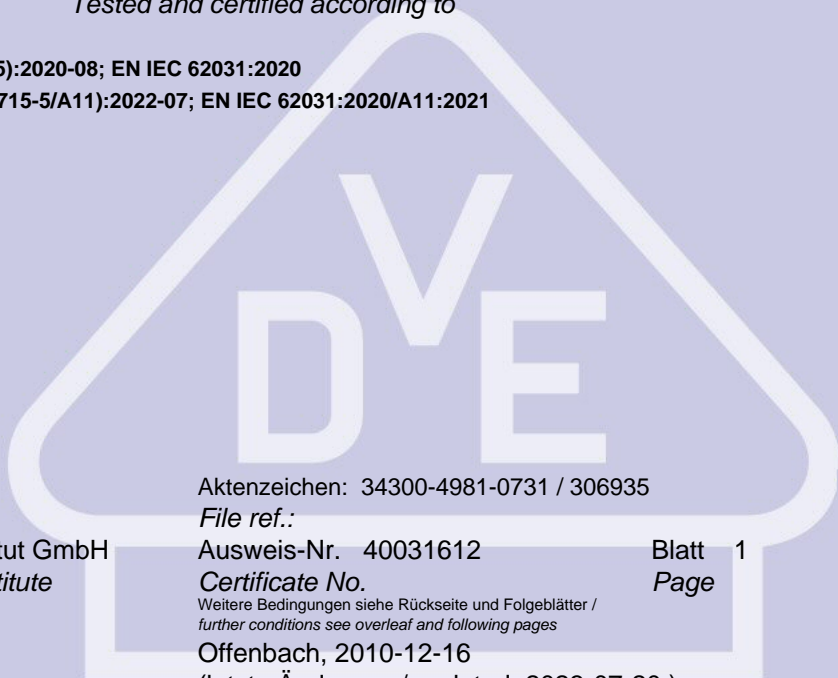 Tested and certified according to
5):2020-08; EN IEC 62031:2020
715-5/A11):2022-07; EN IEC 62031:2020/A11:2021
DVE
Aktenzeichen: 34300-4981-0731 / 306935
File ref.:
tut GmbH Ausweis-Nr. 40031612 Blatt 1
titute Certificate No. Page
Weitere Bedingungen siehe Rückseite und Folgeblätter /
further conditions see overleaf and following pages
Offenbach, 2010-12-16